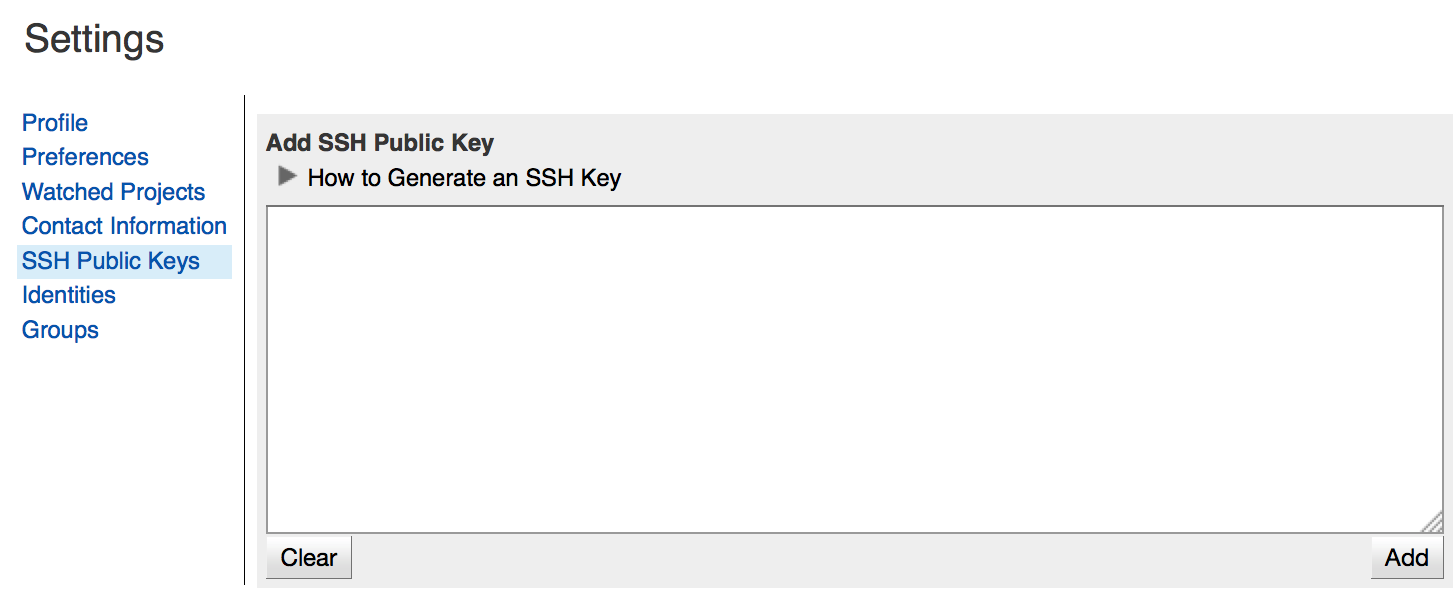 Settings
Profile
Preferences
Watched Projects
Contact Information
SSH Public Keys
Identities
Groups
Add SSH Public Key
How to Generate an SSH Key
Clear
Add